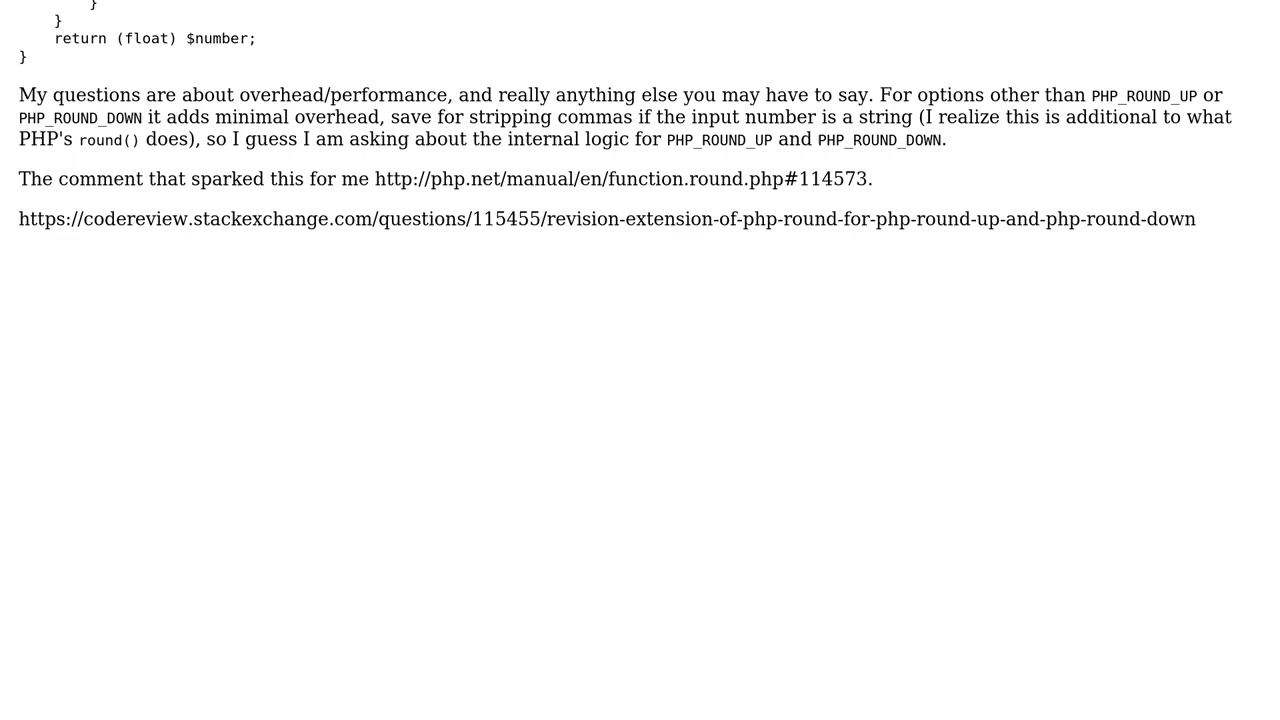 }
    }
    return (float) $number;
}
My questions are about overhead/performance, and really anything else you may have to say. For options other than PHP_ROUND_UP or
PHP_ROUND_DOWN it adds minimal overhead, save for stripping commas if the input number is a string (I realize this is additional to what
PHP's round() does), so I guess I am asking about the internal logic for PHP_ROUND_UP and PHP_ROUND_DOWN.
The comment that sparked this for me http://php.net/manual/en/function.round.php#114573.
https://codereview.stackexchange.com/questions/115455/revision-extension-of-php-round-for-php-round-up-and-php-round-down